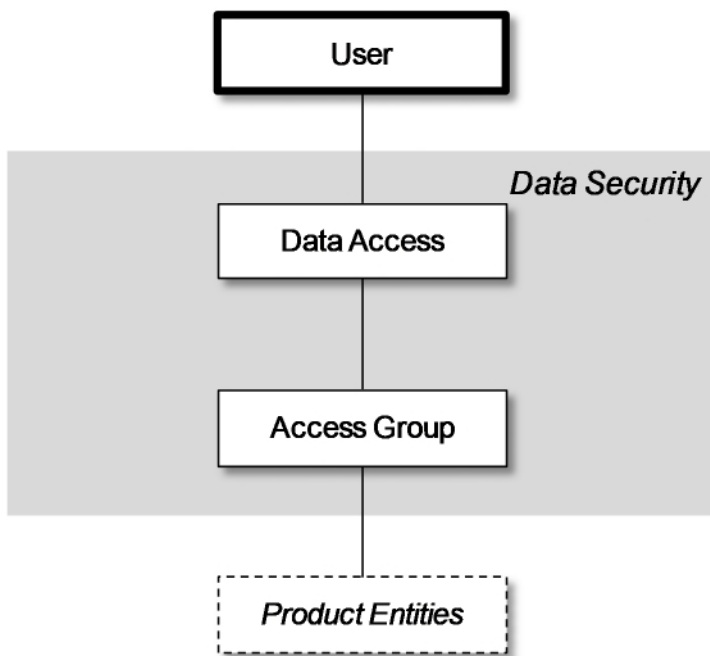 User
Data Security
Data Access
Access Group
Product Entities